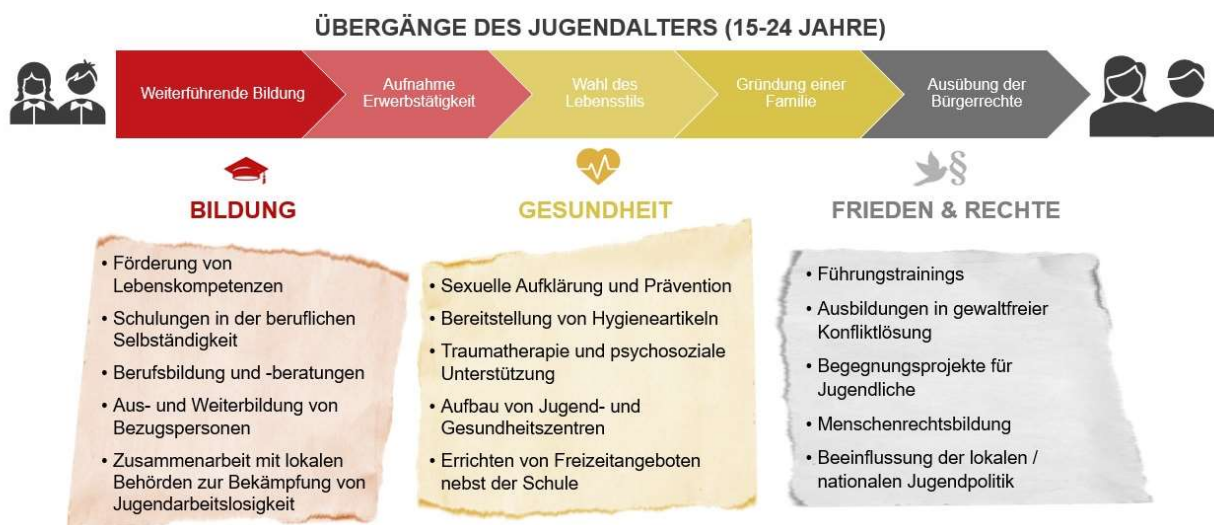 ÜBERGÄNGE DES JUGENDALTERS (15-24 JAHRE)
Weiterführende Bildung
Aufnahme
Erwerbstätigkeit
Wahl des
Lebensstils
Gründung einer
Familie
Ausübung der
Bürgerrechte
BILDUNG
• Förderung von
Lebenskompetenzen
• Schulungen in der beruflichen
Selbständigkeit
• Berufsbildung und -beratungen
• Aus- und Weiterbildung von
Bezugspersonen
• Zusammenarbeit mit lokalen
Behörden zur Bekämpfung von
Jugendarbeitslosigkeit
GESUNDHEIT
• Sexuelle Aufklärung und Prävention
• Bereitstellung von Hygieneartikeln
• Traumatherapie und psychosoziale
Unterstützung
• Aufbau von Jugend- und
Gesundheitszentren
• Errichten von Freizeitangeboten
nebst der Schule
§
FRIEDEN & RECHTE
• Führungstrainings
• Ausbildungen in gewaltfreier
Konfliktlösung
• Begegnungsprojekte für
Jugendliche
• Menschenrechtsbildung
• Beeinflussung der lokalen /
nationalen Jugendpolitik